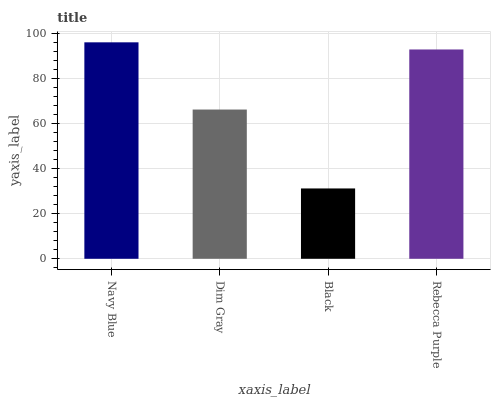 title
yaxis_label
100
80
60
40
20
0
Navy Blue
Dim Gray
Black
Rebecca Purple
xaxis_label